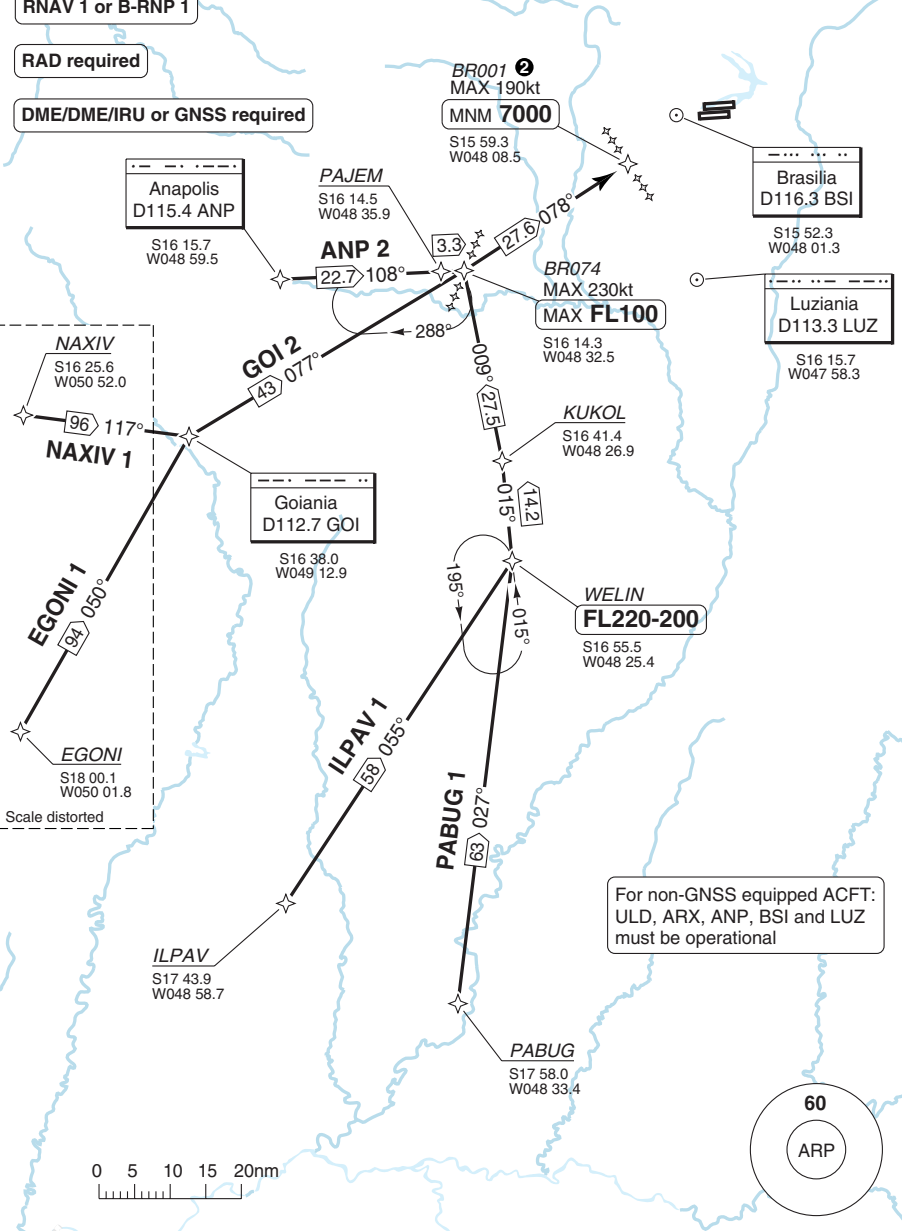 RNAV 1 or B-RNP 1
RAD required
DME/DME/IRU or GNSS required
BR001 ❷
MAX 190kt
MNM 7000
S15 59.3
W048 08.5
Brasilia
D116.3 BSI
S15 52.3
W048 01.3
Anapolis
D115.4 ANP
S16 15.7
W048 59.5
PAJEM
S16 14.5
W048 35.9
ANP 2
22.7 108°
3.3
27.6 078°
288°
BR074
MAX 230kt
MAX FL100
S16 14.3
W048 32.5
Luziania
D113.3 LUZ
S16 15.7
W047 58.3
NAXIV
S16 25.6
W050 52.0
96 117°
NAXIV 1
GOI 2
43 077°
009°
27.5
KUKOL
S16 41.4
W048 26.9
Goiania
D112.7 GOI
S16 38.0
W049 12.9
015°
14.2
195°
015°
WELIN
FL220-200
S16 55.5
W048 25.4
EGONI 1
94 050°
EGONI
S18 00.1
W050 01.8
Scale distorted
ILPAV 1
58 055°
PABUG 1
63 027°
For non-GNSS equipped ACFT:
ULD, ARX, ANP, BSI and LUZ
must be operational
ILPAV
S17 43.9
W048 58.7
PABUG
S17 58.0
W048 33.4
60
ARP
0 5 10 15 20nm